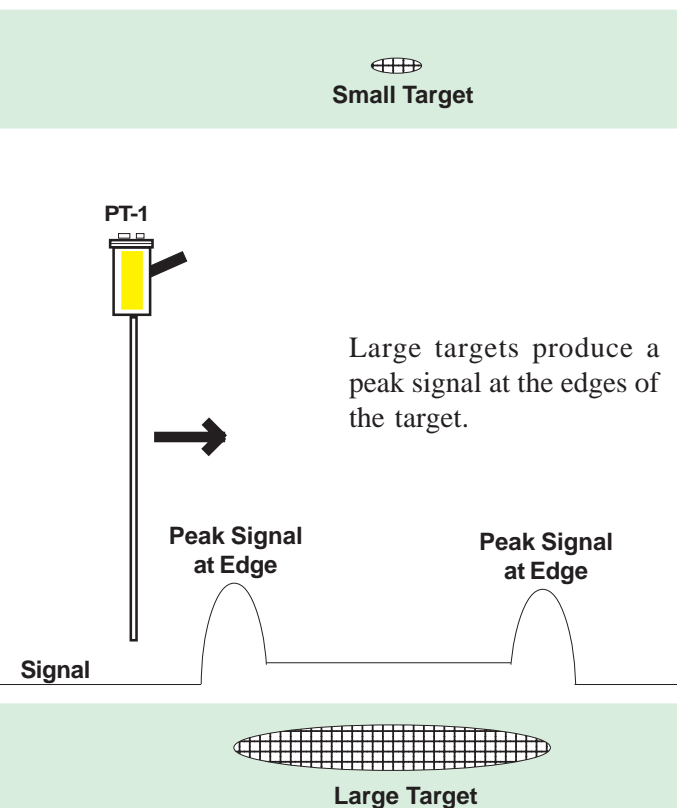 Small Target
PT-1
Large targets produce a
peak signal at the edges of
the target.
Peak Signal
at Edge
Peak Signal
at Edge
Signal
Large Target